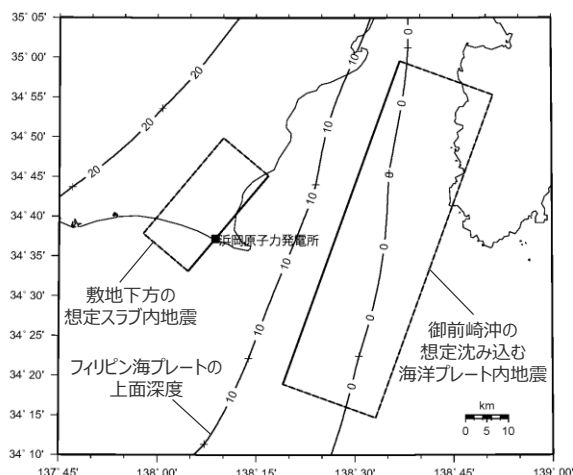 35°05'
35°00'
34°55'
34°50'
34°45'
34°40'
34°35'
34°30'
34°25'
34°20'
34°15'
34°10'
20
20
20
10
10
10
10
10
0
0
0
0
0
0
浜岡原子力発電所
敷地下方の
想定スラブ内地震
フィリピン海プレートの
上面深度
御前崎沖の
想定沈み込む
海洋プレート内地震
km
0 5 10
137°45' 138°00' 138°15' 138°30' 138°45' 139°00'